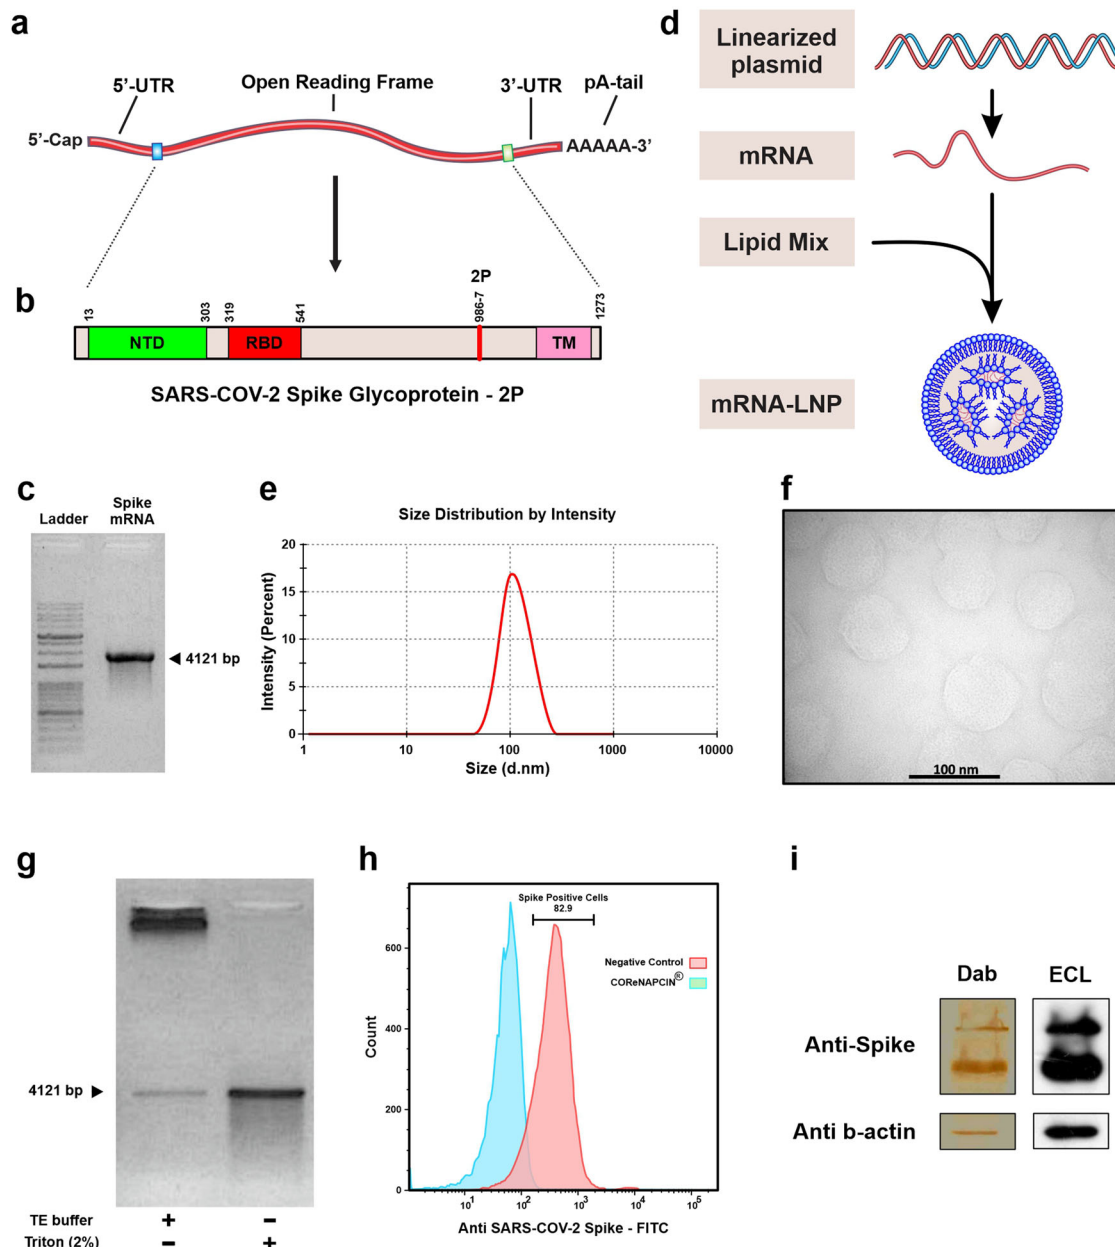 a
5'-UTR
Open Reading Frame
3'-UTR
pA-tail
5'-Cap
AAAAA-3'
b
13
303
319
541
2P
986-7
1273
NTD
RBD
TM
SARS-COV-2 Spike Glycoprotein - 2P
c
Ladder
Spike
mRNA
4121 bp
d
Linearized
plasmid
mRNA
Lipid Mix
mRNA-LNP
e
Size Distribution by Intensity
Intensity (Percent)
20
15
10
5
0
1
10
100
1000
10000
Size (d.nm)
f
100 nm
g
4121 bp
TE buffer + -
Triton (2%) - +
h
Spike Positive Cells
82.9
Negative Control
COReNAPCIN®
Count
600
400
200
0
10¹
10²
10³
10⁴
10⁵
Anti SARS-COV-2 Spike - FITC
i
Dab
ECL
Anti-Spike
Anti b-actin